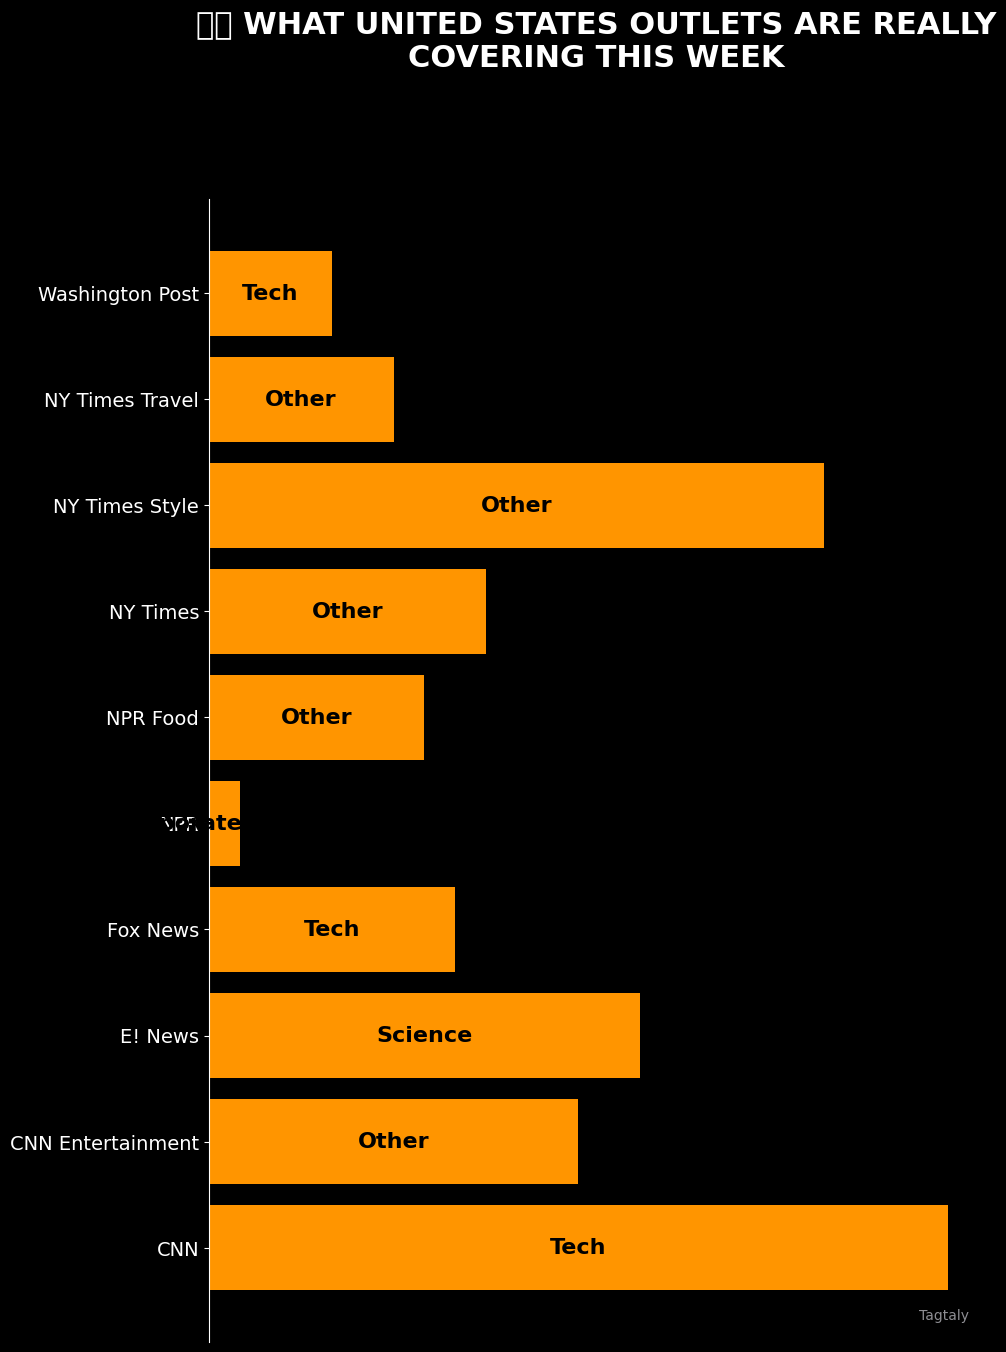 WHAT UNITED STATES OUTLETS ARE REALLY
COVERING THIS WEEK
Washington Post
Tech
NY Times Travel
Other
NY Times Style
Other
NY Times
Other
NPR Food
Other
NPR
Fox News
Tech
E! News
Science
CNN Entertainment
Other
CNN
Tech
Tagtaly